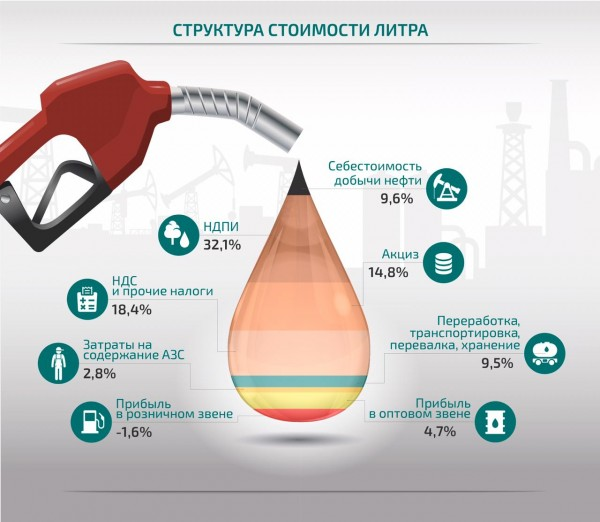 СТРУКТУРА СТОИМОСТИ ЛИТРА
Себестоимость
добычи нефти
9,6%
НДПИ
32,1%
Акциз
14,8%
НДС
и прочие налоги
18,4%
Переработка,
транспортировка,
перевалка, хранение
9,5%
Затраты на
содержание АЗС
2,8%
Прибыль
в розничном звене
-1,6%
Прибыль
в оптовом звене
4,7%